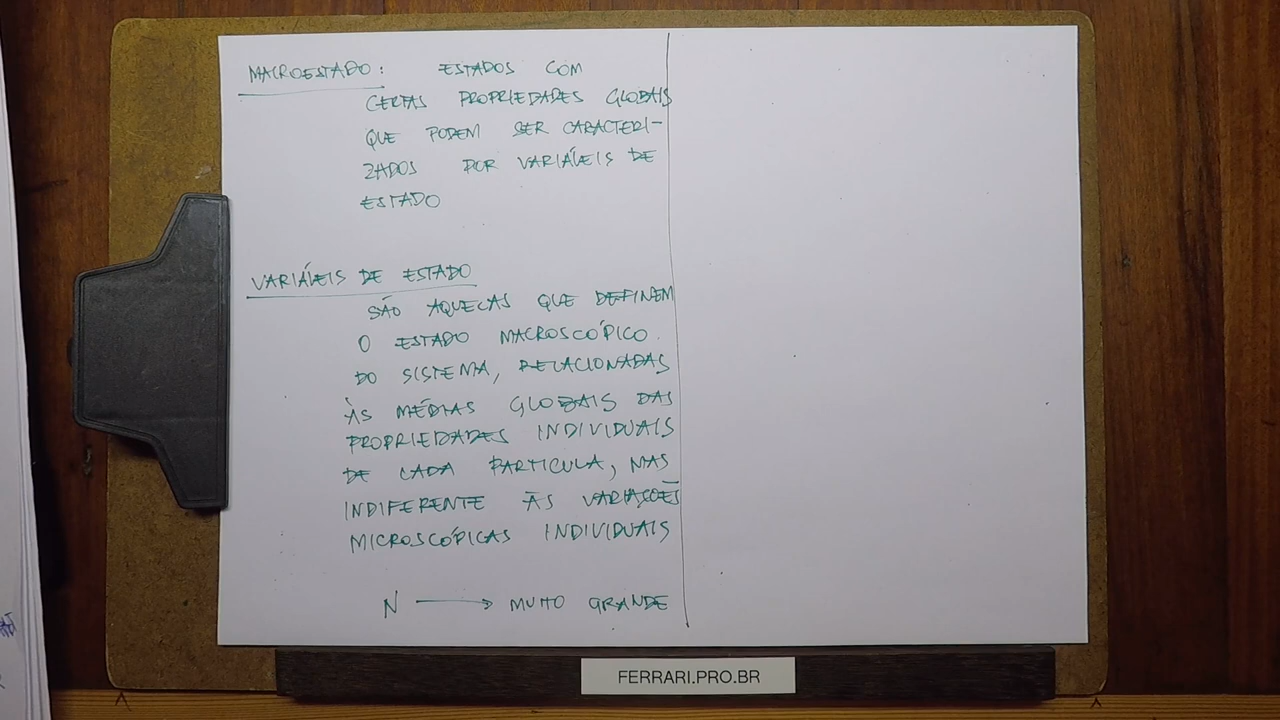 MACROESTADO: ESTADOS COM
CERTAS PROPRIEDADES GLOBAIS
QUE PODEM SER CARACTERI-
ZADOS POR VARIÁVEIS DE
ESTADO
VARIÁVEIS DE ESTADO
SÃO AQUELAS QUE DEFINEM
O ESTADO MACROSCÓPICO
DO SISTEMA, RELACIONADAS
ÀS MÉDIAS GLOBAIS DAS
PROPRIEDADES INDIVIDUAIS
DE CADA PARTICULA, MAS
INDIFERENTE ÀS VARIAÇÕES
MICROSCÓPICAS INDIVIDUAIS
N → MUITO GRANDE
FERRARI.PRO.BR